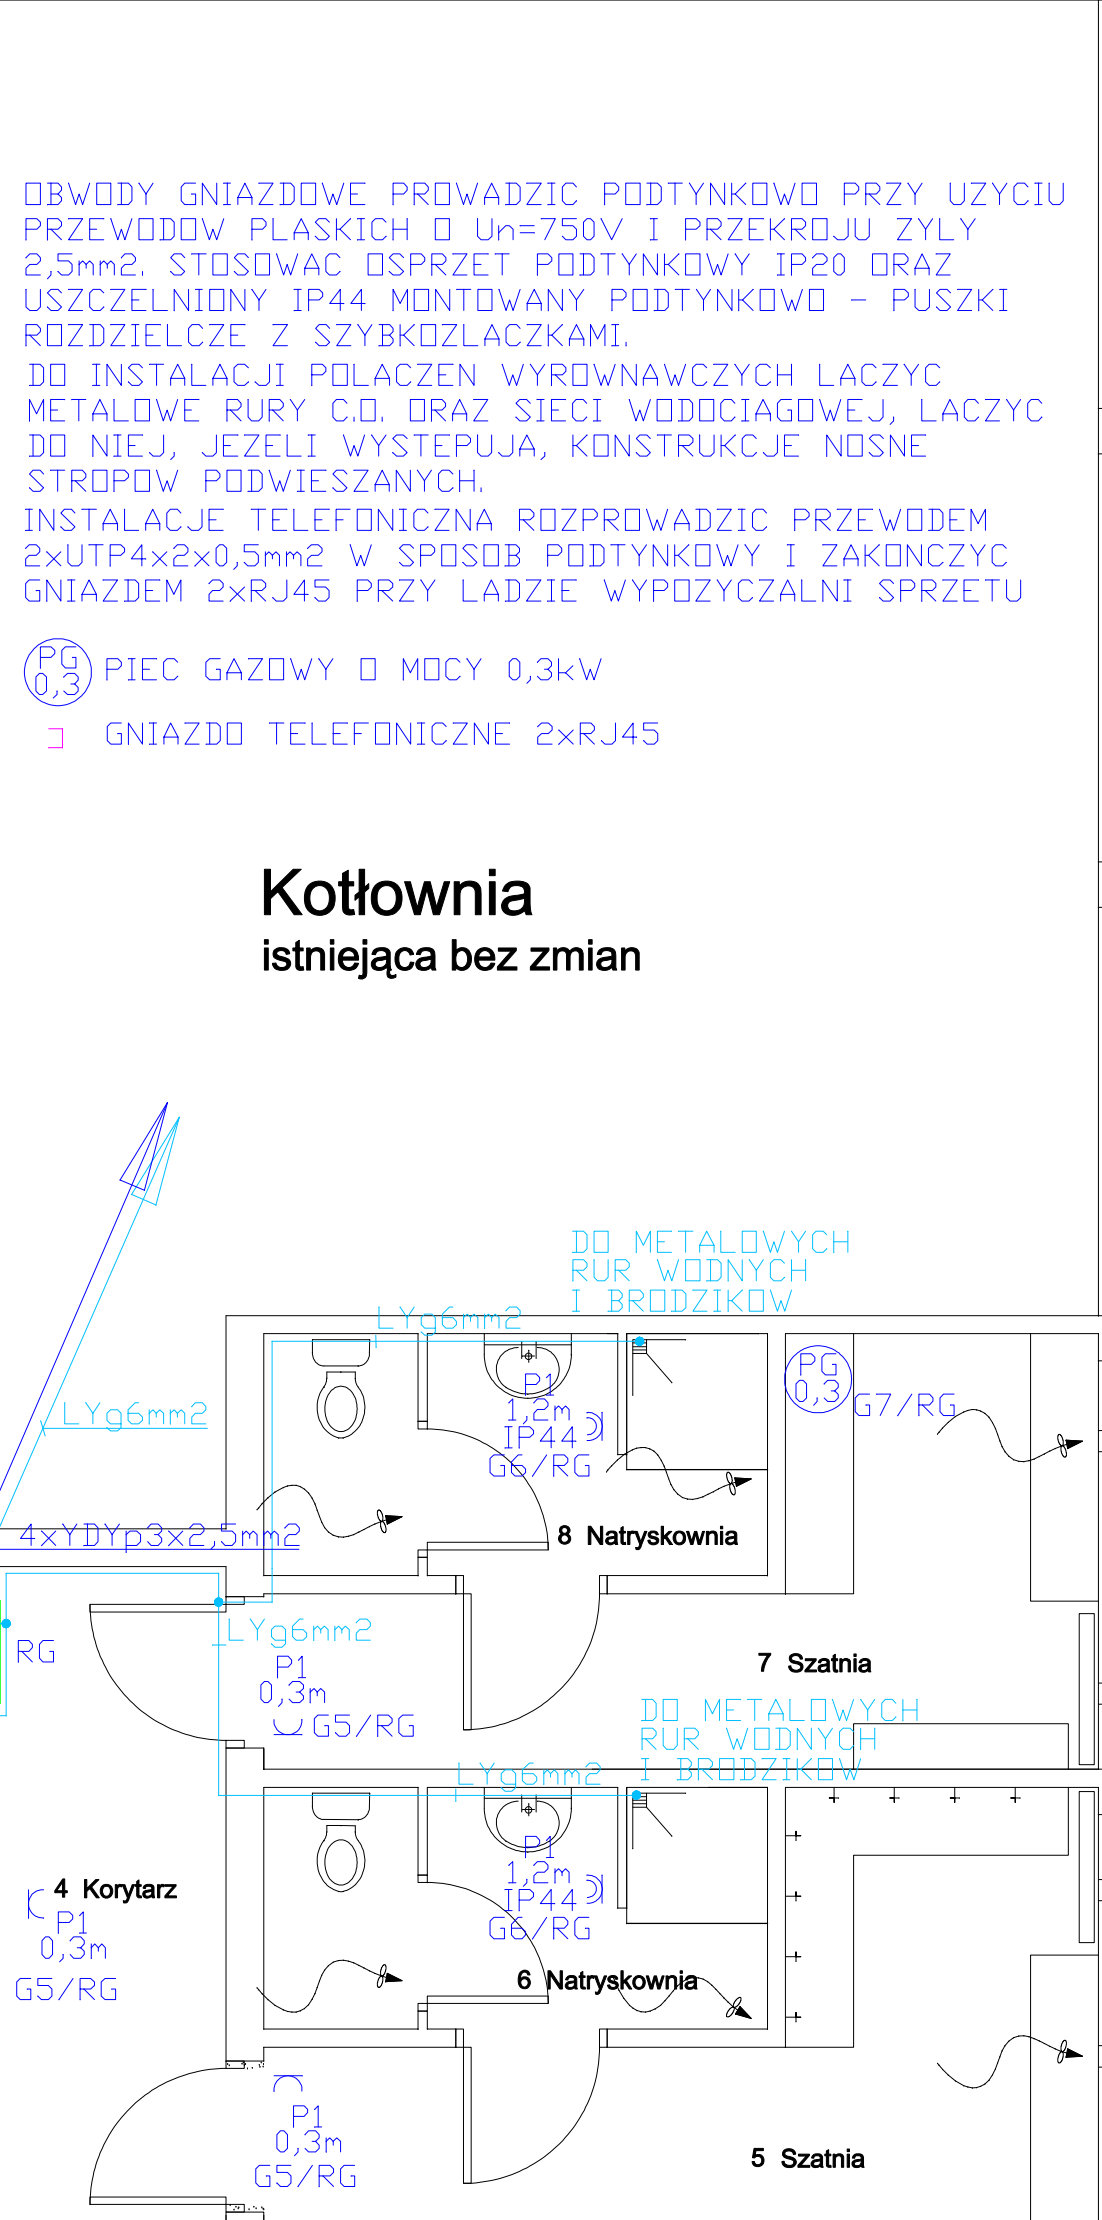 OBWODY GNIAZDOWE PROWADZIC PODTYNKOWO PRZY UZYCIU
PRZEWODOW PLASKICH O Un=750V I PRZEKROJU ZYLY
2,5mm2. STOSOWAC OSPRZET PODTYNKOWY IP20 ORAZ
USZCZELNIONY IP44 MONTOWANY PODTYNKOWO - PUSZKI
ROZDZIELCZE Z SZYBKOZLACZKAMI.
DO INSTALACJI POLACZEN WYROWNAWCZYCH LACZYC
METALOWE RURY C.O. ORAZ SIECI WODOCIAGOWEJ, LACZYC
DO NIEJ, JEZELI WYSTEPUJA, KONSTRUKCJE NOSNE
STROPOW PODWIESZANYCH.
INSTALACJE TELEFONICZNA ROZPROWADZIC PRZEWODEM
2xUTP4x2x0,5mm2 W SPOSOB PODTYNKOWY I ZAKONCZYC
GNIAZDEM 2xRJ45 PRZY LADZIE WYPOZYCZALNI SPRZETU
PG
0,3
PIEC GAZOWY O MOCY 0,3kW
GNIAZDO TELEFONICZNE 2xRJ45
Kotłownia
istniejąca bez zmian
DO METALOWYCH
RUR WODNYCH
I BRODZIKOW
LYg6mm2
PG
0,3
G7/RG
P1
1,2m
IP44
G6/RG
LYg6mm2
4xYDYp3x2,5mm2
8 Natryskownia
LYg6mm2
RG
P1
0,3m
G5/RG
7 Szatnia
DO METALOWYCH
RUR WODNYCH
I BRODZIKOW
LYg6mm2
P1
1,2m
IP44
G6/RG
4 Korytarz
P1
0,3m
G5/RG
6 Natryskownia
P1
0,3m
G5/RG
5 Szatnia